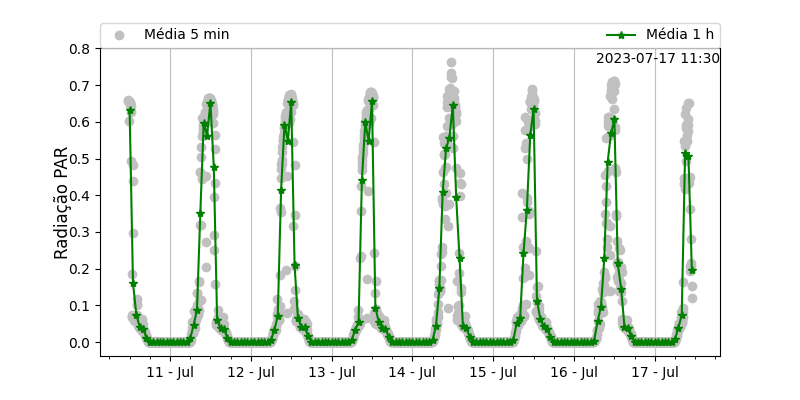 Média 5 min
Média 1 h
2023-07-17 11:30
Radiação PAR
0.8
0.7
0.6
0.5
0.4
0.3
0.2
0.1
0.0
11 - Jul
12 - Jul
13 - Jul
14 - Jul
15 - Jul
16 - Jul
17 - Jul